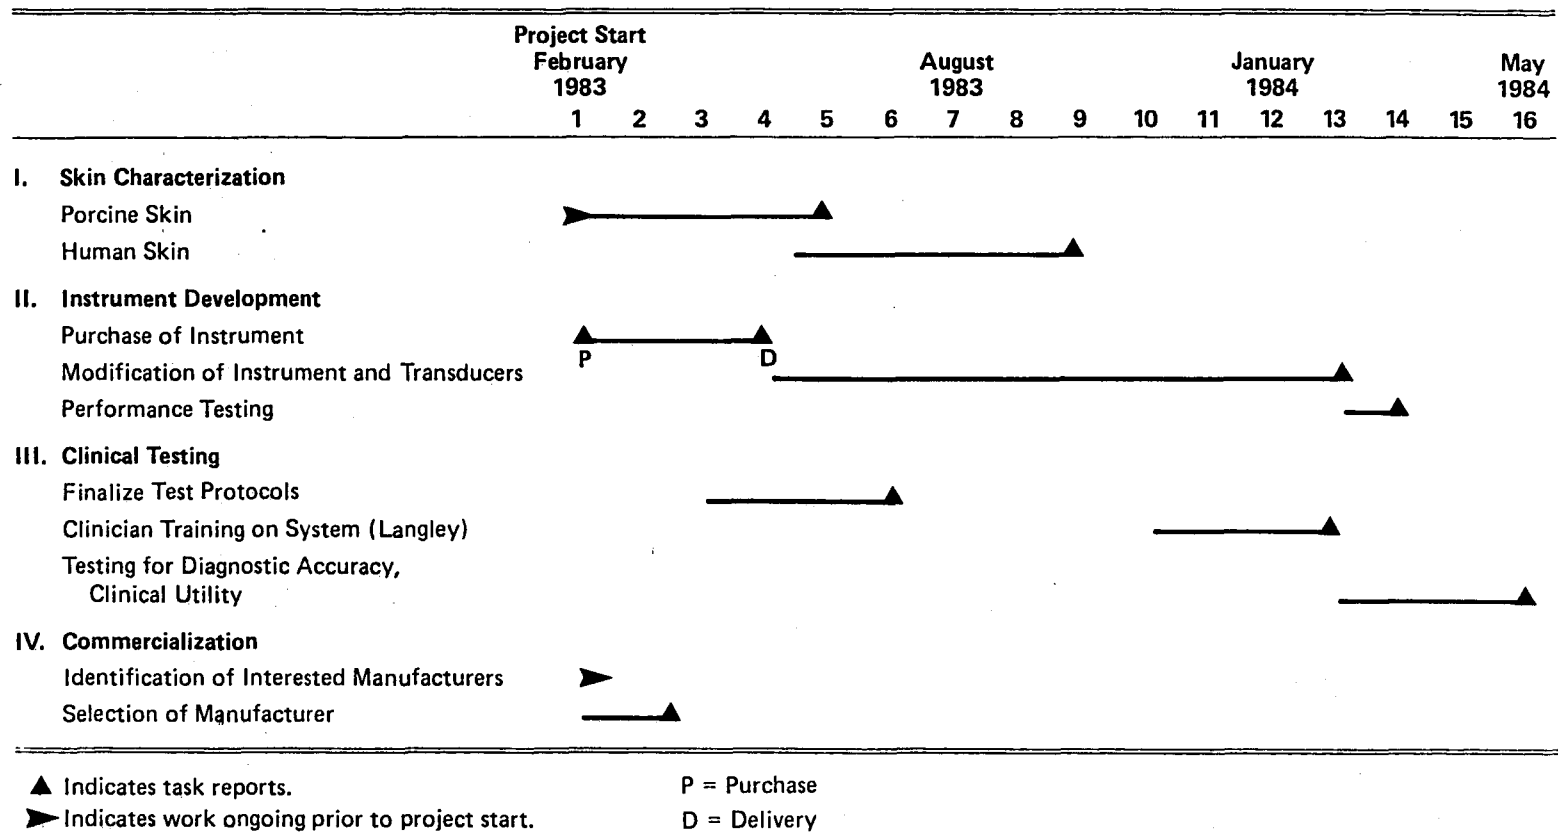 Project Start
February August January May
1983 1983 1984 1984
1 2 3 4 5 6 7 8 9 10 11 12 13 14 15 16
I. Skin Characterization
Porcine Skin
Human Skin
II. Instrument Development
Purchase of Instrument
P D
Modification of Instrument and Transducers
Performance Testing
III. Clinical Testing
Finalize Test Protocols
Clinician Training on System (Langley)
Testing for Diagnostic Accuracy,
Clinical Utility
IV. Commercialization
Identification of Interested Manufacturers
Selection of Manufacturer
Indicates task reports. P = Purchase
Indicates work ongoing prior to project start. D = Delivery